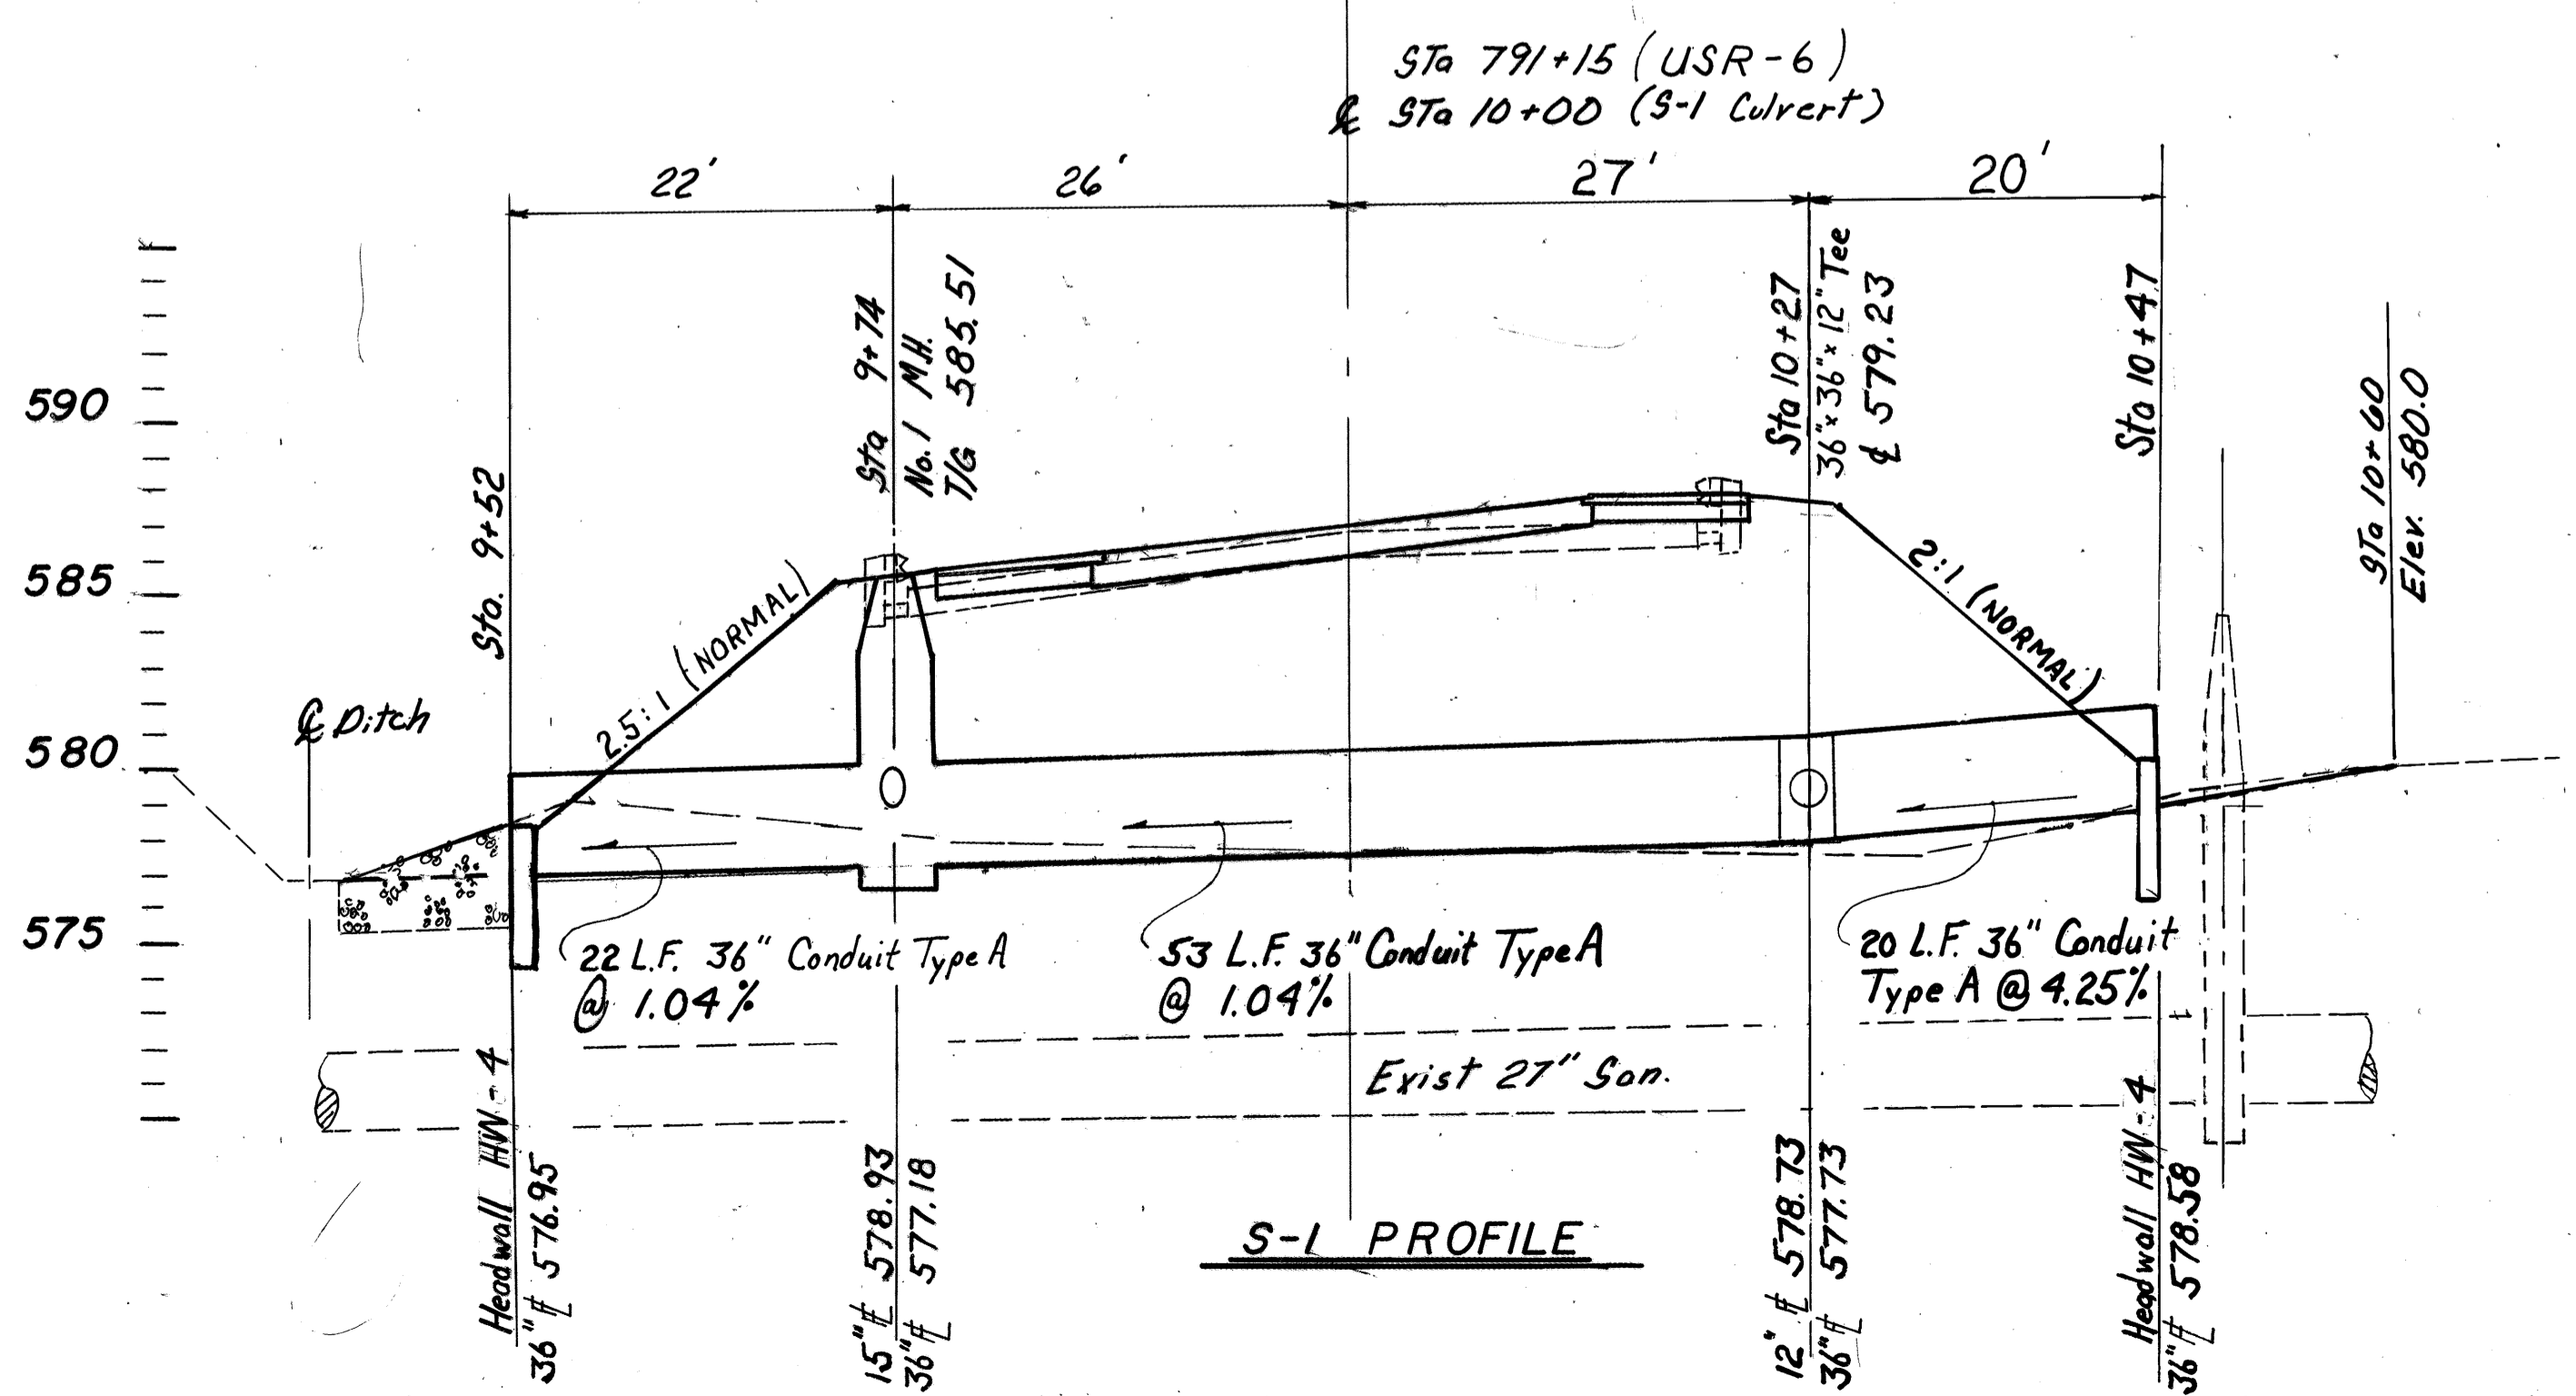 STa 791+15 (USR-6)
℄ STa 10+00 (S-1 Culvert)
22'
26'
27'
20'
Sta. 9+52
Sta 9+74
No. 1 M.H.
T/G 585.51
Sta 10+27
36"x36"x12" Tee
℄ 579.23
Sta 10+47
STa 10+60
Elev. 580.0
590
585
580
575
℄ Ditch
2.5:1 (NORMAL)
2:1 (NORMAL)
22 L.F. 36" Conduit Type A
@ 1.04%
53 L.F. 36" Conduit Type A
@ 1.04%
20 L.F. 36" Conduit
Type A @ 4.25%
Exist 27" San.
Headwall HW-4
36" ℄ 576.95
15" ℄ 578.93
36" ℄ 577.18
12" ℄ 578.73
36" ℄ 577.73
Headwall HW-4
36" ℄ 578.58
S-1 PROFILE